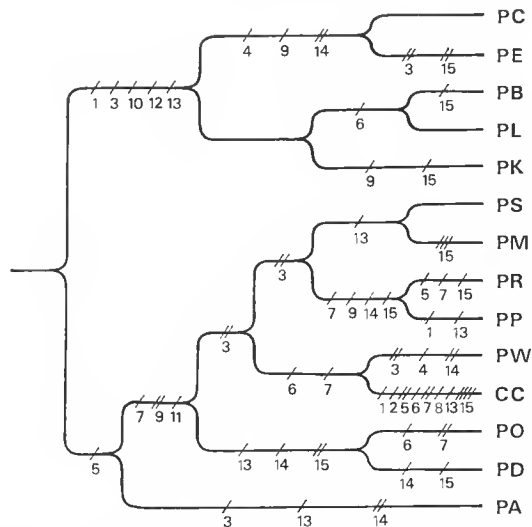 PC
4 9 14
PE
3 15
PB
1 3 10 12 13
15
6
PL
PK
9 15
PS
13
PM
15
3
PR
5 7 15
7 9 14 15
PP
1 13
3
PW
3 4 14
6 7
CC
1 2 5 6 7 8 13 15
7 9 11
PO
6 7
13 14 15
PD
5
14 15
PA
3 13 14